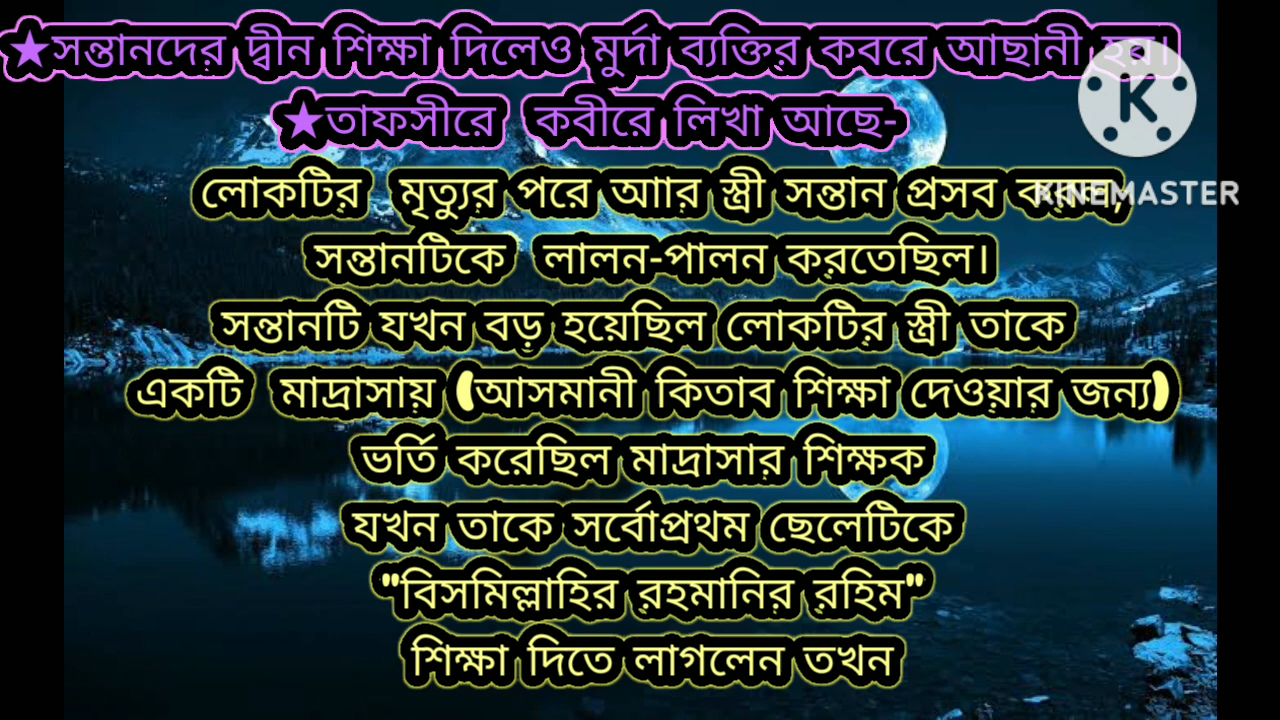 ★সন্তানদের দ্বীন শিক্ষা দিলেও মুর্দা ব্যক্তির কবরে আছানী হয়।
★তাফসীরে কবীরে লিখা আছে-
লোকটির মৃত্যুর পরে আার স্ত্রী সন্তান প্রসব করল,
সন্তানটিকে লালন-পালন করতেছিল।
সন্তানটি যখন বড় হয়েছিল লোকটির স্ত্রী তাকে
একটি মাদ্রাসায় (আসমানী কিতাব শিক্ষা দেওয়ার জন্য)
ভর্তি করেছিল মাদ্রাসার শিক্ষক
যখন তাকে সর্বোপ্রথম ছেলেটিকে
"বিসমিল্লাহির রহমানির রহিম"
শিক্ষা দিতে লাগলেন তখন
K
KINEMASTER